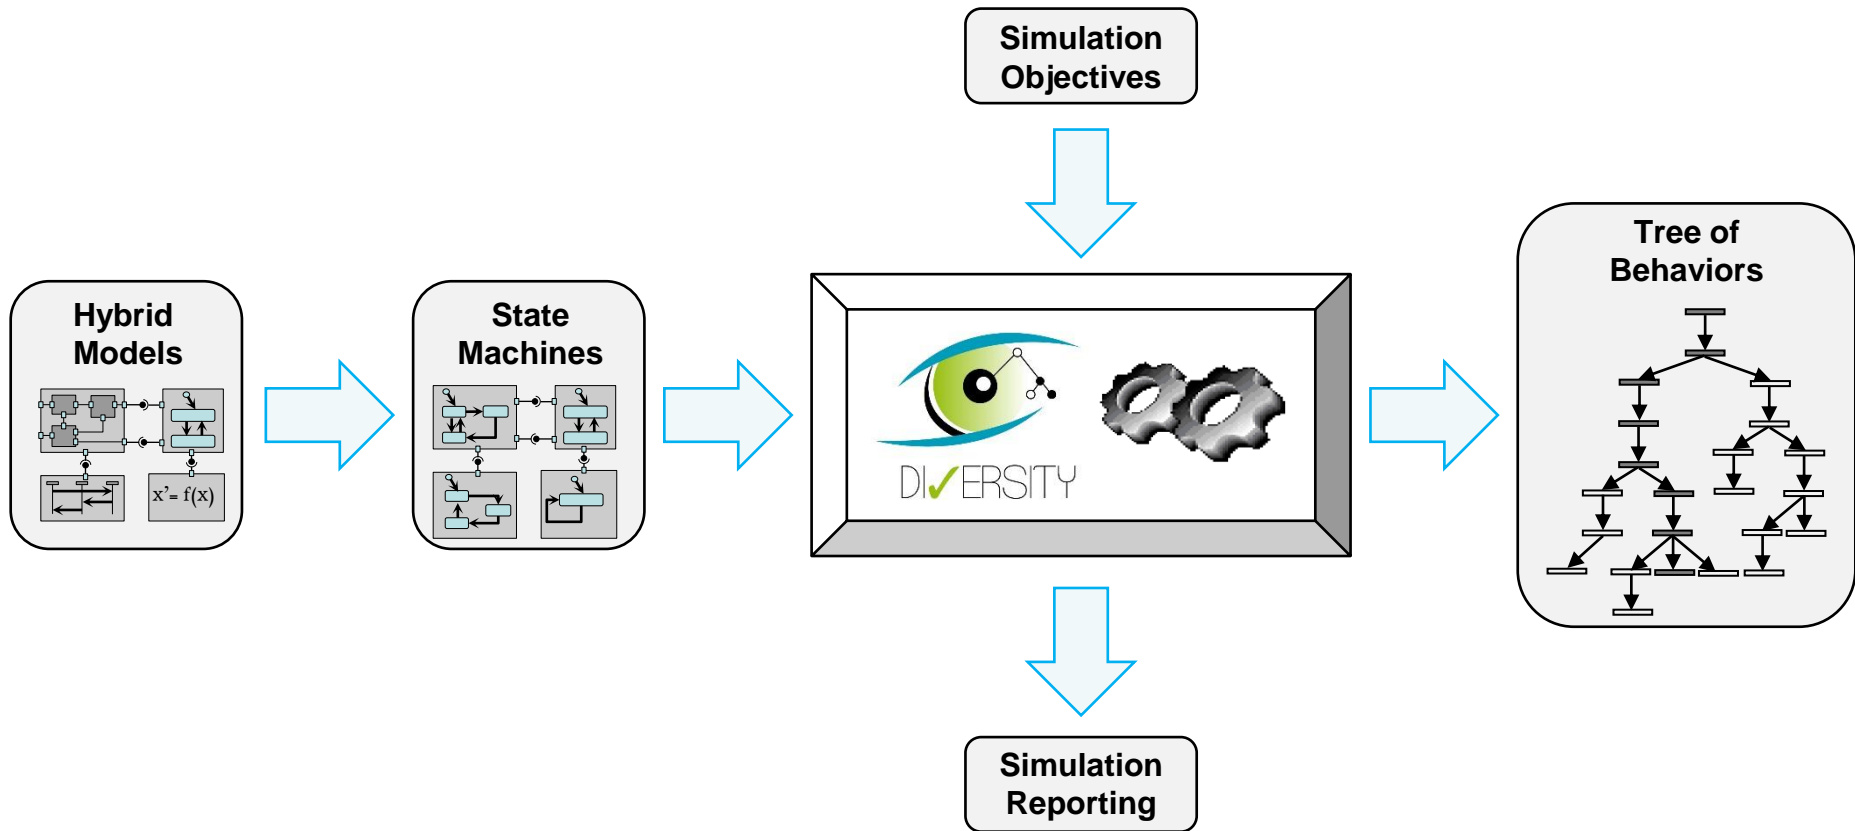 Simulation
Objectives
Hybrid
Models
x'= f(x)
State
Machines
DIVERSITY
Tree of
Behaviors
Simulation
Reporting